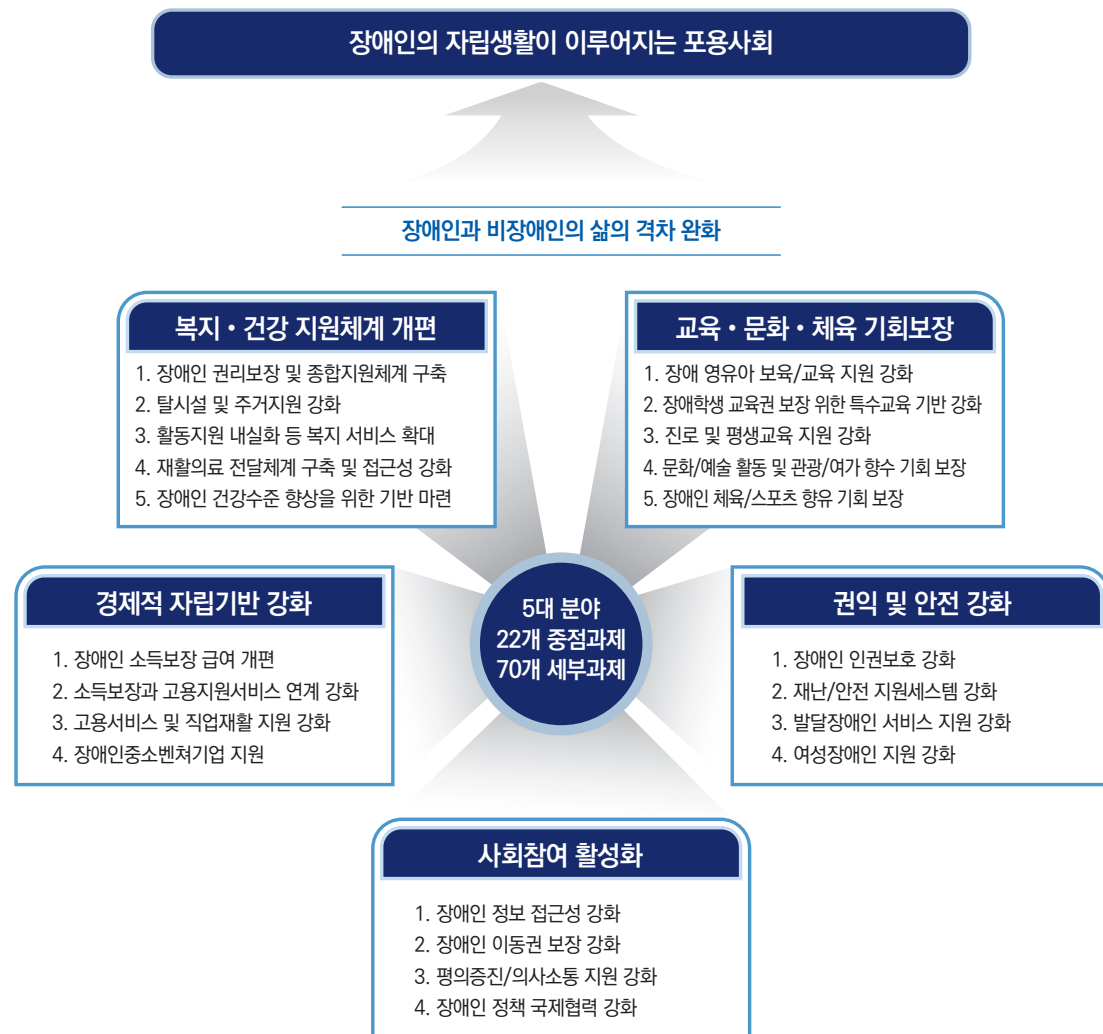 장애인의 자립생활이 이루어지는 포용사회
장애인과 비장애인의 삶의 격차 완화
복지・건강 지원체계 개편
1. 장애인 권리보장 및 종합지원체계 구축
2. 탈시설 및 주거지원 강화
3. 활동지원 내실화 등 복지 서비스 확대
4. 재활의료 전달체계 구축 및 접근성 강화
5. 장애인 건강수준 향상을 위한 기반 마련
교육・문화・체육 기회보장
1. 장애 영유아 보육/교육 지원 강화
2. 장애학생 교육권 보장 위한 특수교육 기반 강화
3. 진로 및 평생교육 지원 강화
4. 문화/예술 활동 및 관광/여가 향수 기회 보장
5. 장애인 체육/스포츠 향유 기회 보장
경제적 자립기반 강화
1. 장애인 소득보장 급여 개편
2. 소득보장과 고용지원서비스 연계 강화
3. 고용서비스 및 직업재활 지원 강화
4. 장애인중소벤쳐기업 지원
5대 분야
22개 중점과제
70개 세부과제
권익 및 안전 강화
1. 장애인 인권보호 강화
2. 재난/안전 지원세스템 강화
3. 발달장애인 서비스 지원 강화
4. 여성장애인 지원 강화
사회참여 활성화
1. 장애인 정보 접근성 강화
2. 장애인 이동권 보장 강화
3. 평의증진/의사소통 지원 강화
4. 장애인 정책 국제협력 강화